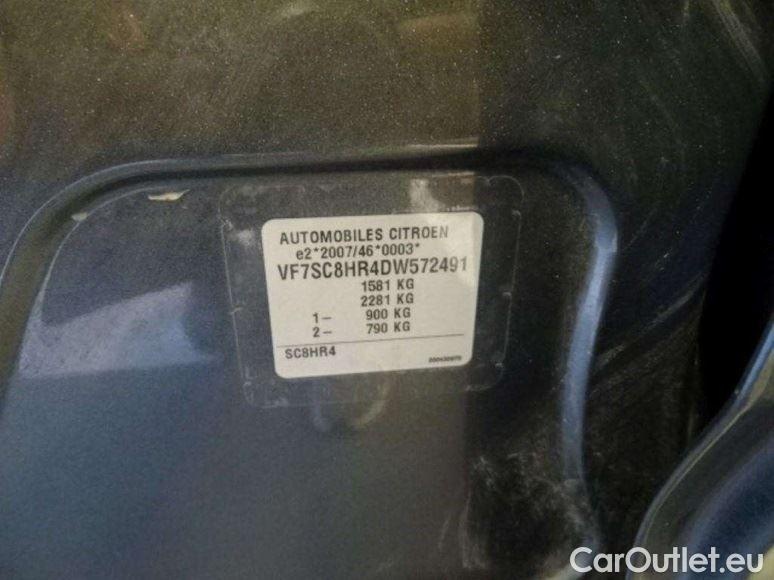 AUTOMOBILES CITROEN
e2*2007/46*0003*
VF7SC8HR4DW572491
1581 KG
2281 KG
1- 900 KG
2- 790 KG
SC8HR4
CarOutlet.eu